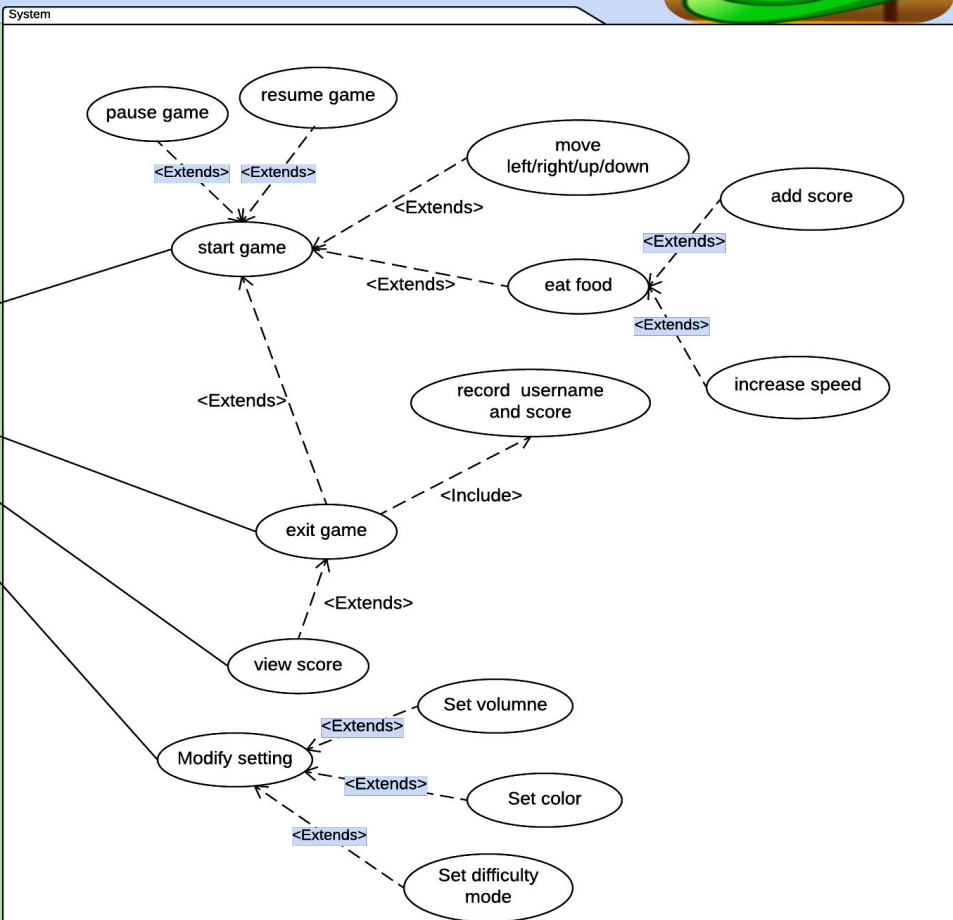 System
resume game
pause game
move
left/right/up/down
<Extends>
<Extends>
add score
<Extends>
<Extends>
start game
<Extends>
eat food
<Extends>
increase speed
<Extends>
record username
and score
<Include>
exit game
<Extends>
view score
Set volumne
<Extends>
Modify setting
<Extends>
Set color
<Extends>
Set difficulty
mode